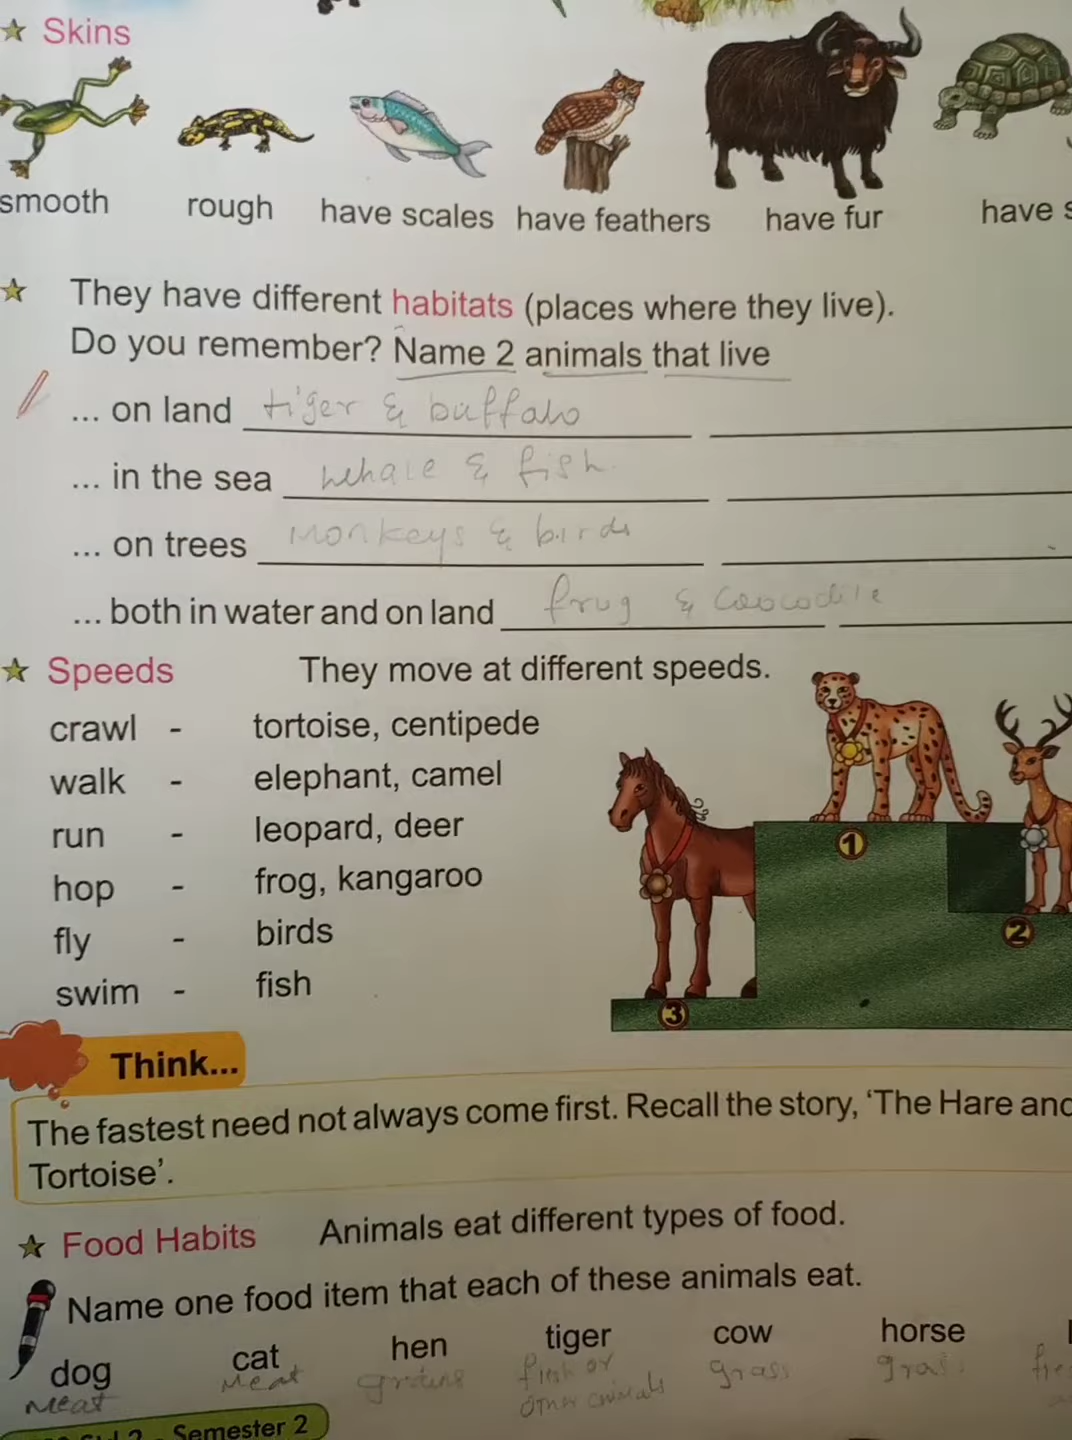 Skins
smooth rough have scales have feathers have fur have s
They have different habitats (places where they live).
Do you remember? Name 2 animals that live
... on land tiger & buffalo
... in the sea whale & fish
... on trees Monkeys & birds
... both in water and on land frog & cocodile
Speeds They move at different speeds.
crawl - tortoise, centipede
walk - elephant, camel
run - leopard, deer
hop - frog, kangaroo
fly - birds
swim - fish
1
2
3
Think...
The fastest need not always come first. Recall the story, 'The Hare and
Tortoise'.
Food Habits Animals eat different types of food.
Name one food item that each of these animals eat.
dog cat hen tiger cow horse
Meat Meat other animals grass
Semester 2